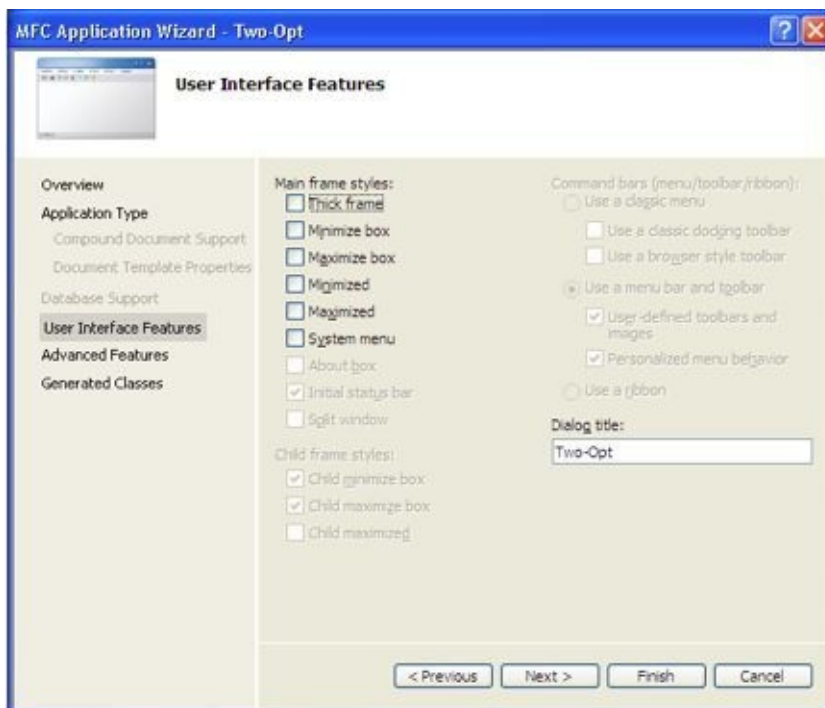 MFC Application Wizard - Two-Opt
User Interface Features
Overview
Application Type
Compound Document Support
Document Template Properties
Database Support
User Interface Features
Advanced Features
Generated Classes
Main frame styles:
Thick frame
Minimize box
Maximize box
Minimized
Maximized
System menu
About box
Initial status bar
Split window
Child frame styles:
Child minimize box
Child maximize box
Child maximized
Command bars (menu/toolbar/ribbon):
Use a classic menu
Use a classic docking toolbar
Use a browser style toolbar
Use a menu bar and toolbar
User-defined toolbars and
images
Personalized menu behavior
Use a ribbon
Dialog title:
Two-Opt
< Previous
Next >
Finish
Cancel